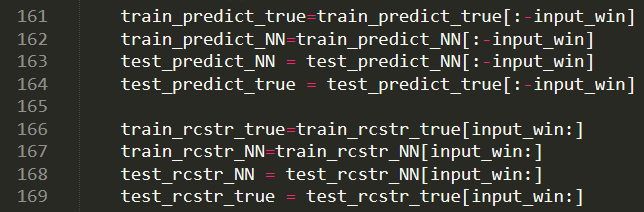 161 train_predict_true=train_predict_true[:-input_win]
162 train_predict_NN=train_predict_NN[:-input_win]
163 test_predict_NN = test_predict_NN[:-input_win]
164 test_predict_true = test_predict_true[:-input_win]
165
166 train_rcstr_true=train_rcstr_true[input_win:]
167 train_rcstr_NN=train_rcstr_NN[input_win:]
168 test_rcstr_NN = test_rcstr_NN[input_win:]
169 test_rcstr_true = test_rcstr_true[input_win:]